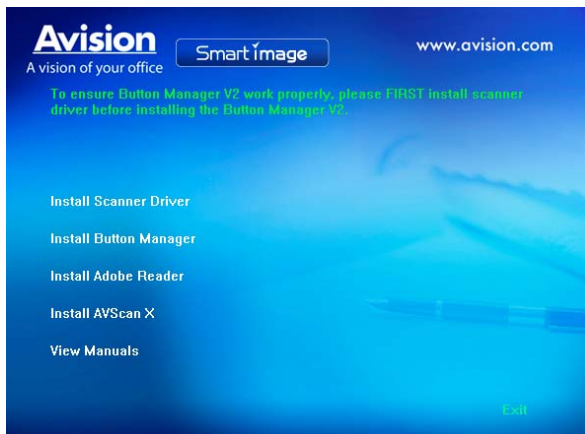 Avision
A vision of your office
Smart image
www.avision.com
To ensure Button Manager V2 work properly, please FIRST install scanner
driver before installing the Button Manager V2.
Install Scanner Driver
Install Button Manager
Install Adobe Reader
Install AVScan X
View Manuals
Exit